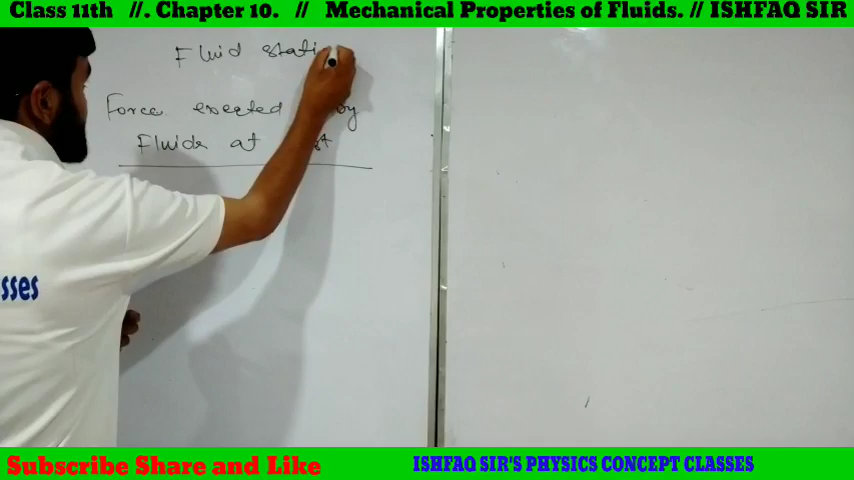 Class 11th //. Chapter 10. // Mechanical Properties of Fluids. // ISHFAQ SIR
Fluid stati
Force exerted by
Fluids at
sses
Subscribe Share and Like
ISHFAQ SIR'S PHYSICS CONCEPT CLASSES